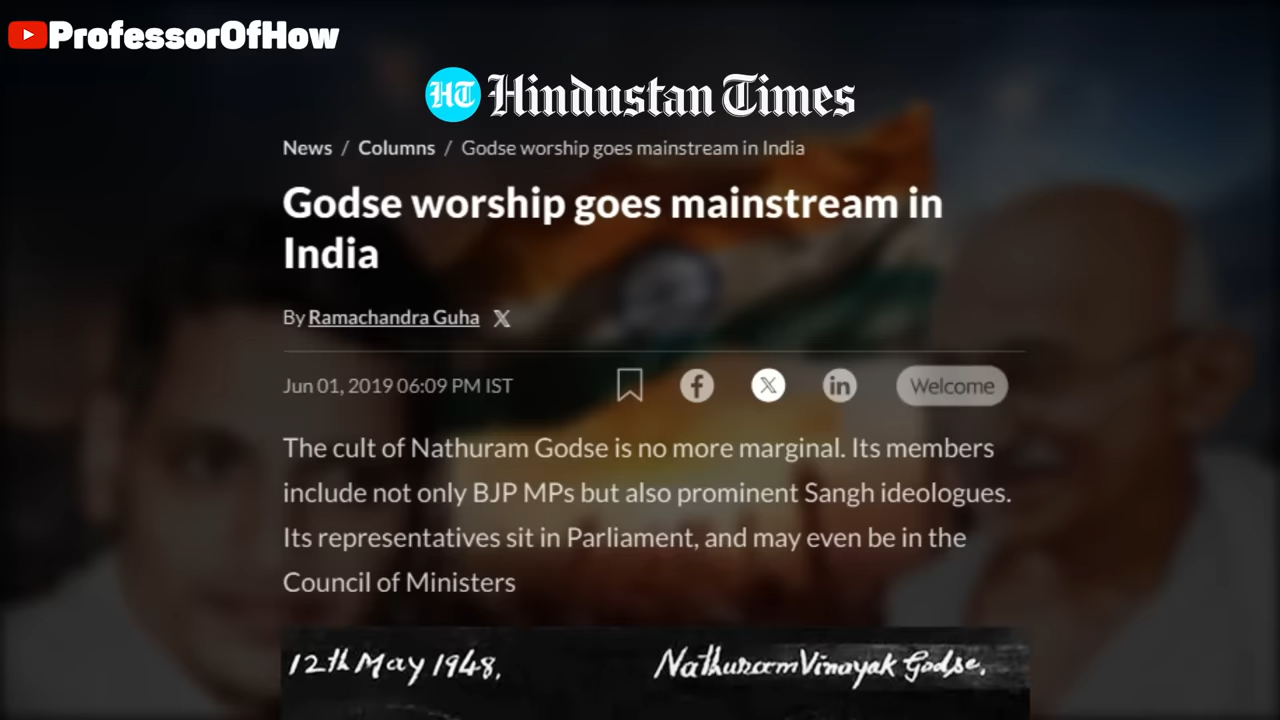 ProfessorOfHow
HT Hindustan Times
News / Columns / Godse worship goes mainstream in India
Godse worship goes mainstream in
India
By Ramachandra Guha X
Jun 01, 2019 06:09 PM IST f X in Welcome
The cult of Nathuram Godse is no more marginal. Its members
include not only BJP MPs but also prominent Sangh ideologues.
Its representatives sit in Parliament, and may even be in the
Council of Ministers
12th May 1948. Nathuram Vinayak Godse.